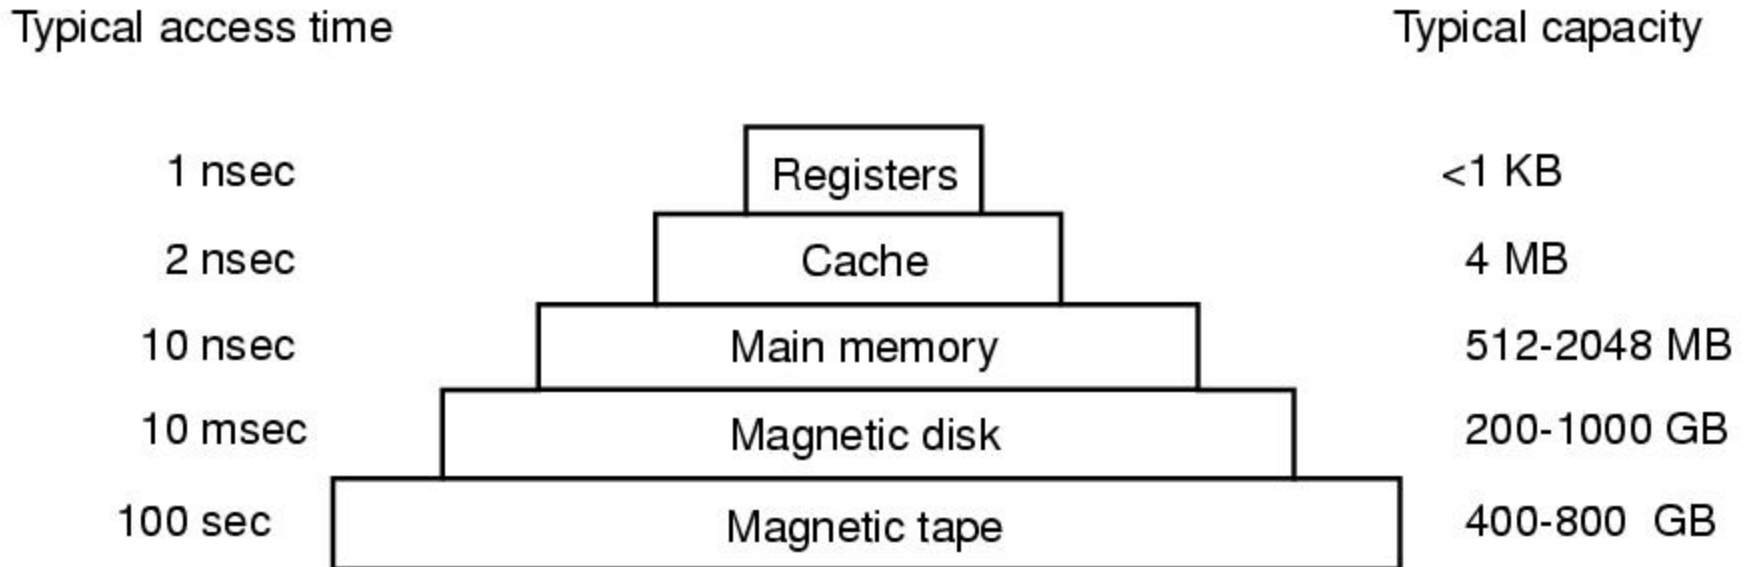 Typical access time Typical capacity
1 nsec Registers <1 KB
2 nsec Cache 4 MB
10 nsec Main memory 512-2048 MB
10 msec Magnetic disk 200-1000 GB
100 sec Magnetic tape 400-800 GB